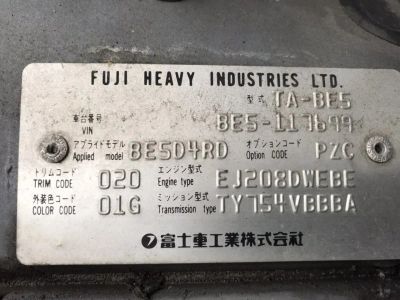 FUJI HEAVY INDUSTRIES LTD.
型式 TA-BE5
車台番号 VIN BE5-117699
アプライドモデル Applied model BE5D4RD オプションコード Option CODE PZC
トリムコード TRIM CODE 020 エンジン型式 Engine type EJ208DWEBE
外装色コード COLOR CODE 01G ミッション型式 Transmission type TY754VBBBA
富士重工業株式会社